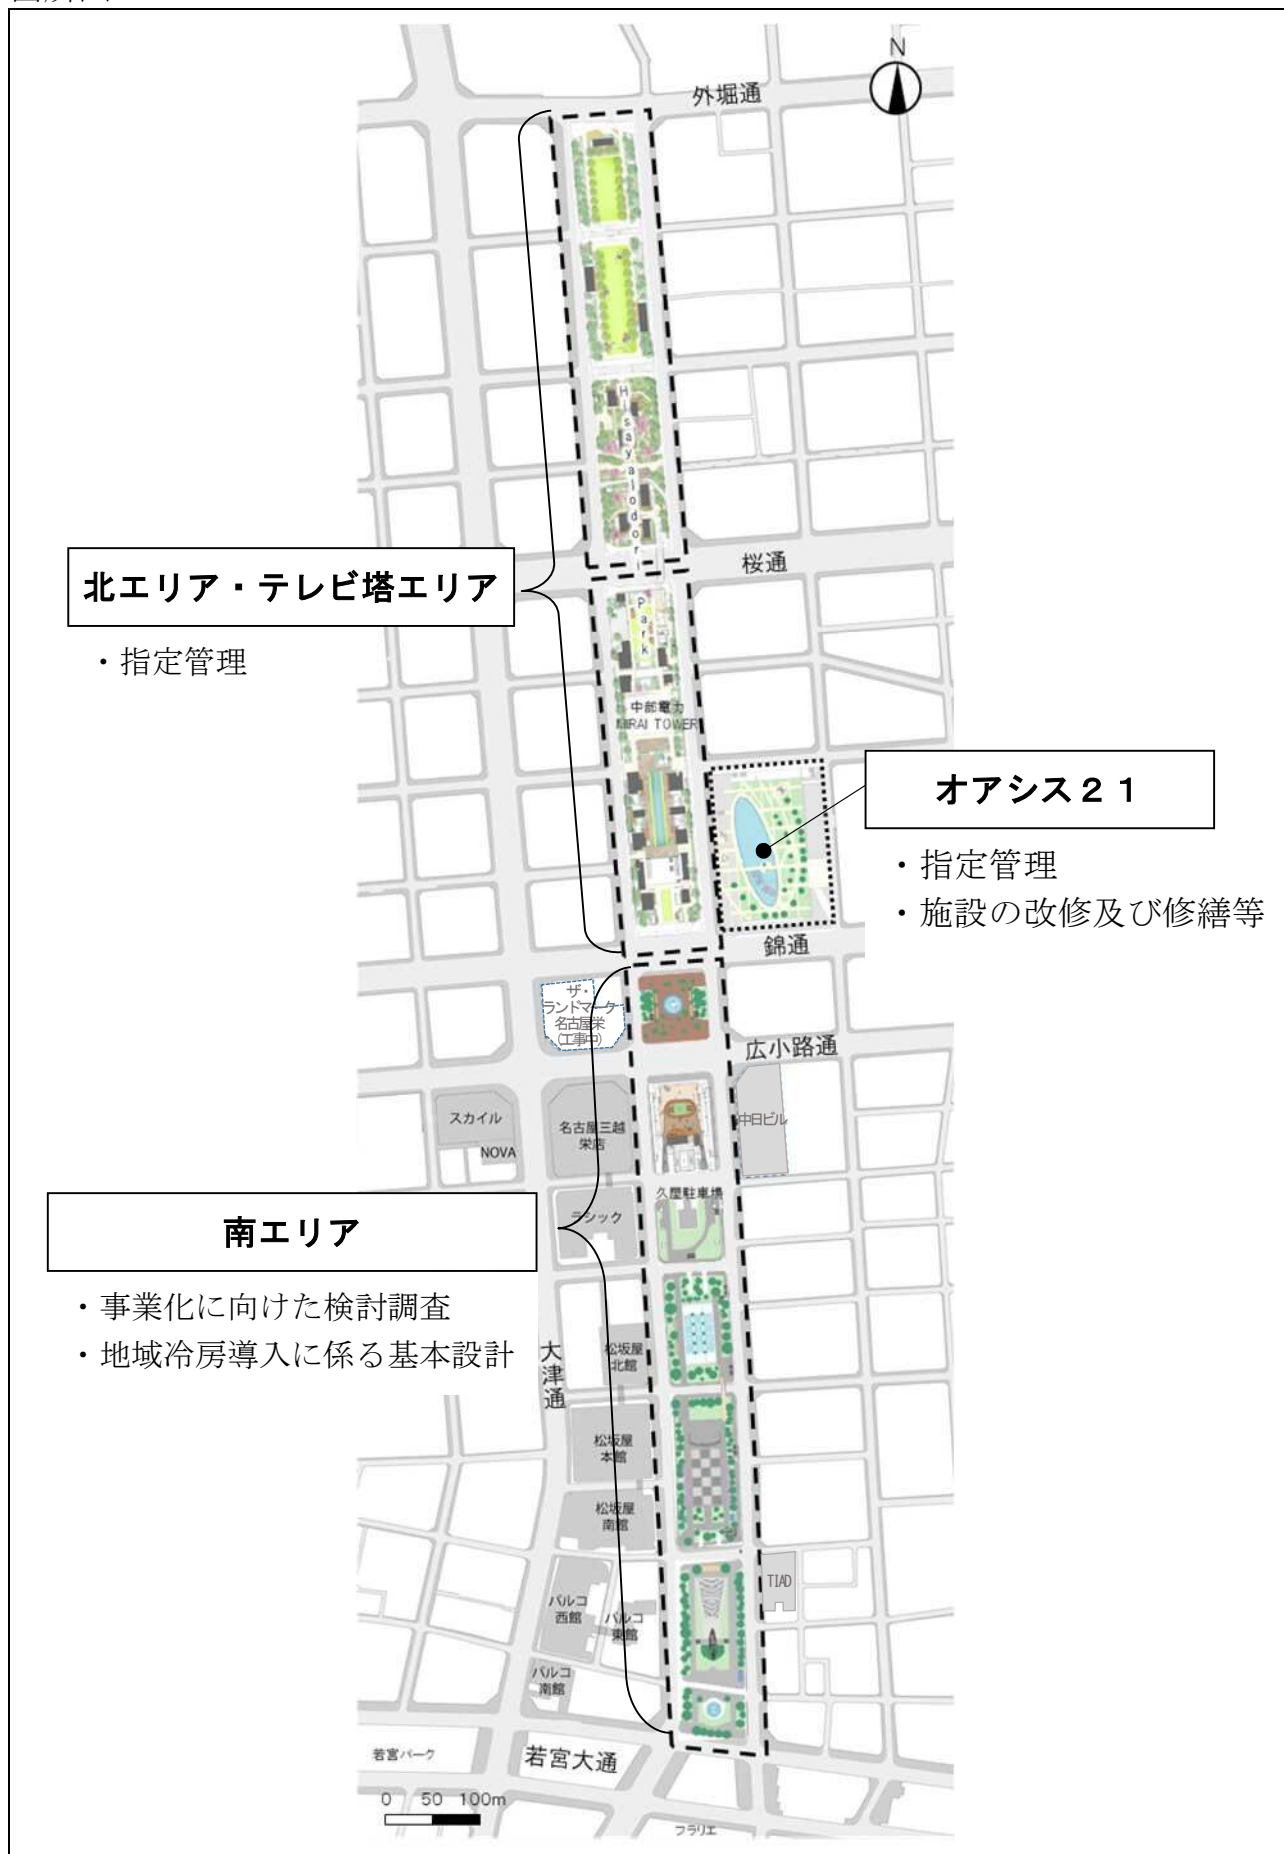 N
外堀通
Hisayaodori
桜通
北エリア・テレビ塔エリア
・指定管理
Park
中部電力
MIRAI TOWER
オアシス２１
・指定管理
・施設の改修及び修繕等
錦通
ザ・
ランドマーク
名古屋栄
(工事中)
広小路通
スカイル
NOVA
名古屋三越
栄店
中日ビル
久屋駐車場
南エリア
・事業化に向けた検討調査
・地域冷房導入に係る基本設計
ラシック
大津通
松坂屋
北館
松坂屋
本館
松坂屋
南館
TIAD
パルコ
西館
パルコ
東館
パルコ
南館
若宮パーク
若宮大通
0 50 100m
フラリエ